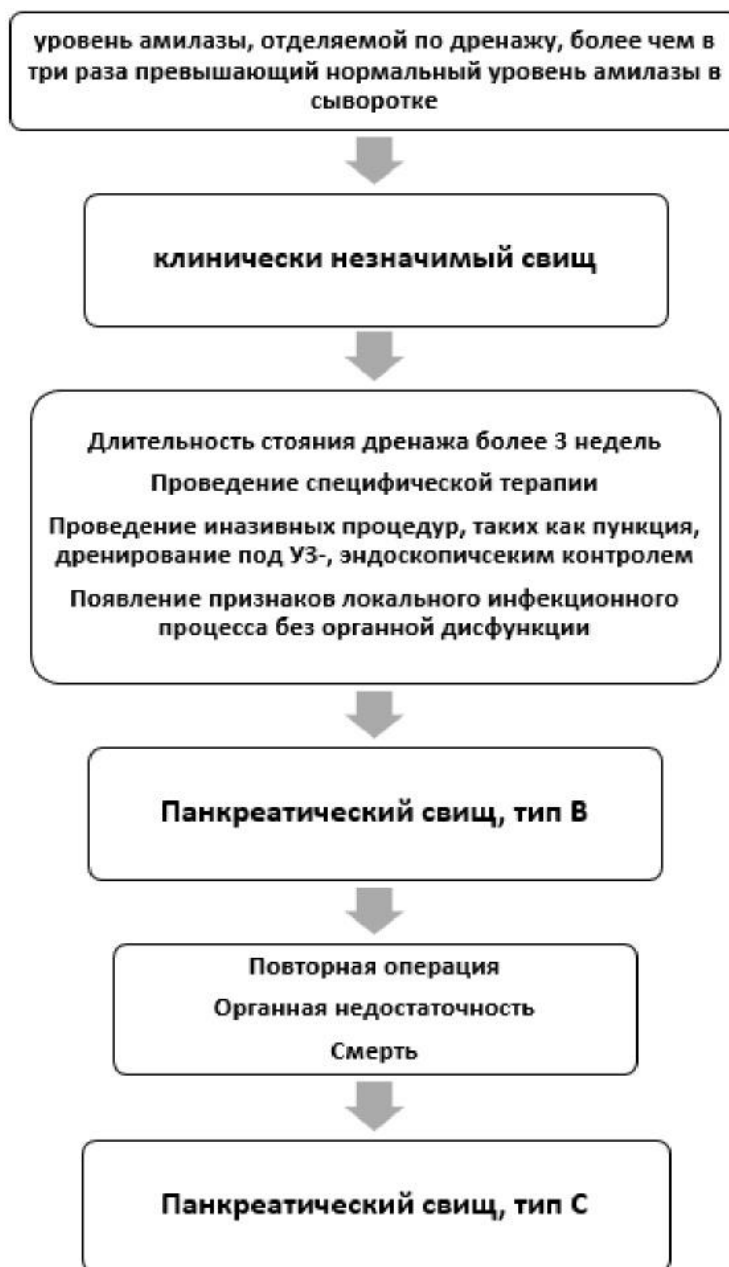 уровень амилазы, отделяемой по дренажу, более чем в
три раза превышающий нормальный уровень амилазы в
сыворотке
клинически незначимый свищ
Длительность стояния дренажа более 3 недель
Проведение специфической терапии
Проведение иназивных процедур, таких как пункция,
дренирование под УЗ-, эндоскопичсеким контролем
Появление признаков локального инфекционного
процесса без органной дисфункции
Панкреатический свищ, тип В
Повторная операция
Органная недостаточность
Смерть
Панкреатический свищ, тип С